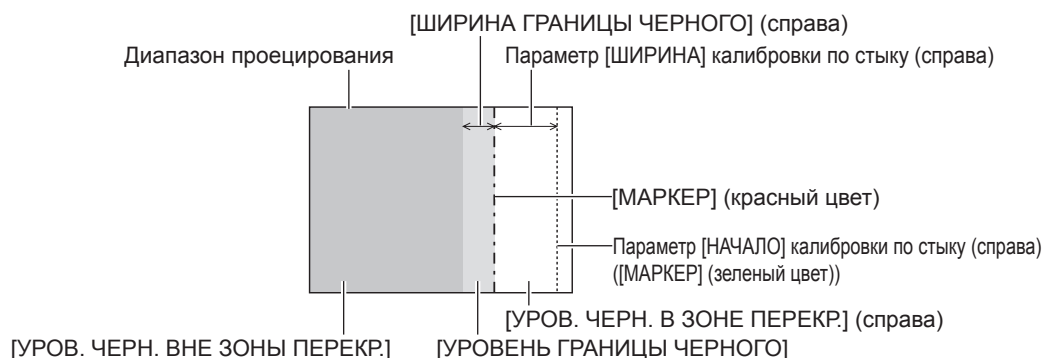 [ШИРИНА ГРАНИЦЫ ЧЕРНОГО] (справа)
Диапазон проецирования
Параметр [ШИРИНА] калибровки по стыку (справа)
[МАРКЕР] (красный цвет)
Параметр [НАЧАЛО] калибровки по стыку (справа)
([МАРКЕР] (зеленый цвет))
[УРОВ. ЧЕРН. В ЗОНЕ ПЕРЕКР.] (справа)
[УРОВ. ЧЕРН. ВНЕ ЗОНЫ ПЕРЕКР.]
[УРОВЕНЬ ГРАНИЦЫ ЧЕРНОГО]